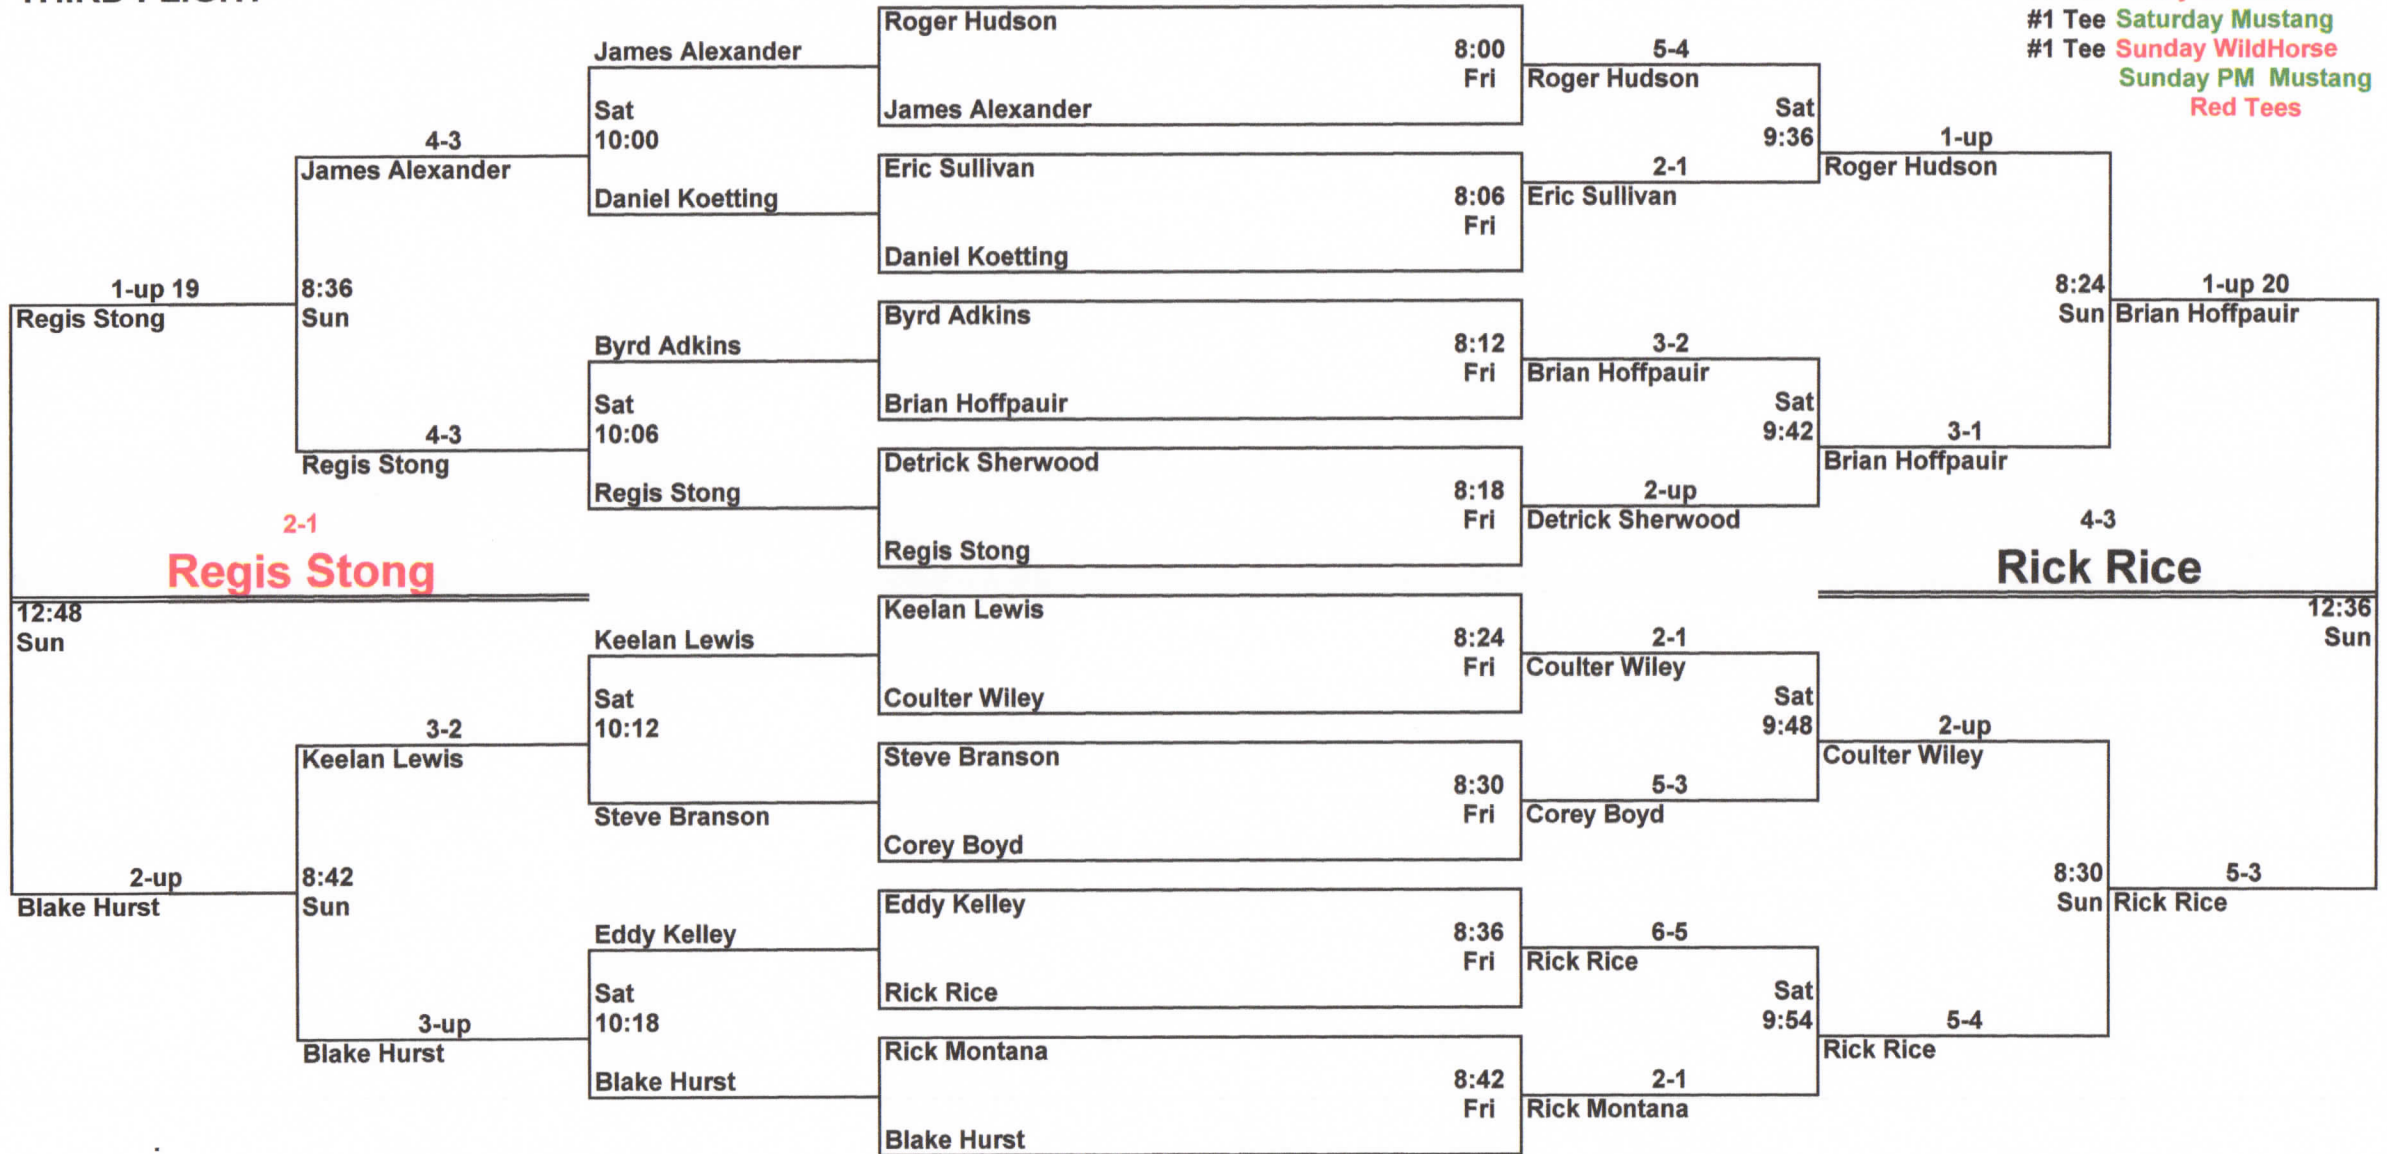 THIRD FLIGHT
#1 Tee Saturday Mustang
#1 Tee Sunday WildHorse
Sunday PM Mustang
Red Tees
Roger Hudson
8:00
Fri
James Alexander
Eric Sullivan
8:06
Fri
Daniel Koetting
Byrd Adkins
8:12
Fri
Brian Hoffpauir
Detrick Sherwood
8:18
Fri
Regis Stong
Keelan Lewis
8:24
Fri
Coulter Wiley
Steve Branson
8:30
Fri
Corey Boyd
Eddy Kelley
8:36
Fri
Rick Rice
Rick Montana
8:42
Fri
Blake Hurst
James Alexander
Sat
10:00
Daniel Koetting
Byrd Adkins
Sat
10:06
Regis Stong
Keelan Lewis
Sat
10:12
Steve Branson
Eddy Kelley
Sat
10:18
Blake Hurst
4-3
James Alexander
8:36
Sun
4-3
Regis Stong
3-2
Keelan Lewis
8:42
Sun
3-up
Blake Hurst
1-up 19
Regis Stong
2-1
Regis Stong
12:48
Sun
2-up
Blake Hurst
5-4
Roger Hudson
Sat
9:36
2-1
Eric Sullivan
3-2
Brian Hoffpauir
Sat
9:42
2-up
Detrick Sherwood
2-1
Coulter Wiley
Sat
9:48
5-3
Corey Boyd
6-5
Rick Rice
Sat
9:54
2-1
Rick Montana
1-up
Roger Hudson
8:24
Sun
3-1
Brian Hoffpauir
2-up
Coulter Wiley
8:30
Sun
5-4
Rick Rice
1-up 20
Brian Hoffpauir
4-3
Rick Rice
12:36
Sun
5-3
Rick Rice